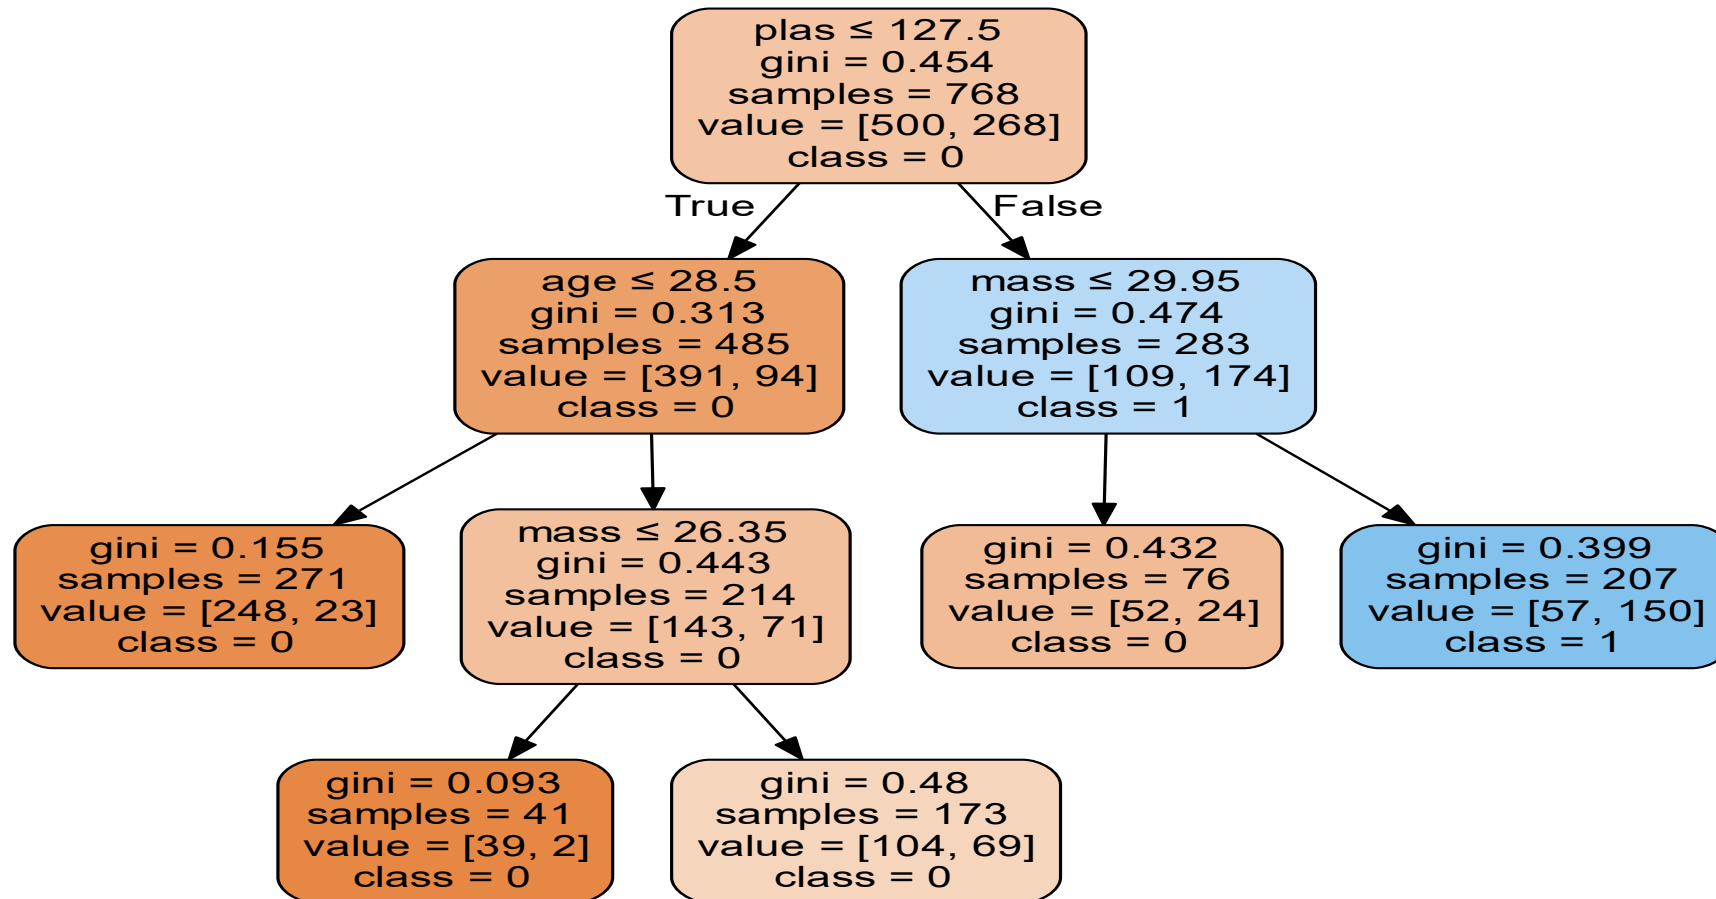 plas ≤ 127.5
gini = 0.454
samples = 768
value = [500, 268]
class = 0
True
False
age ≤ 28.5
gini = 0.313
samples = 485
value = [391, 94]
class = 0
mass ≤ 29.95
gini = 0.474
samples = 283
value = [109, 174]
class = 1
gini = 0.155
samples = 271
value = [248, 23]
class = 0
mass ≤ 26.35
gini = 0.443
samples = 214
value = [143, 71]
class = 0
gini = 0.432
samples = 76
value = [52, 24]
class = 0
gini = 0.399
samples = 207
value = [57, 150]
class = 1
gini = 0.093
samples = 41
value = [39, 2]
class = 0
gini = 0.48
samples = 173
value = [104, 69]
class = 0